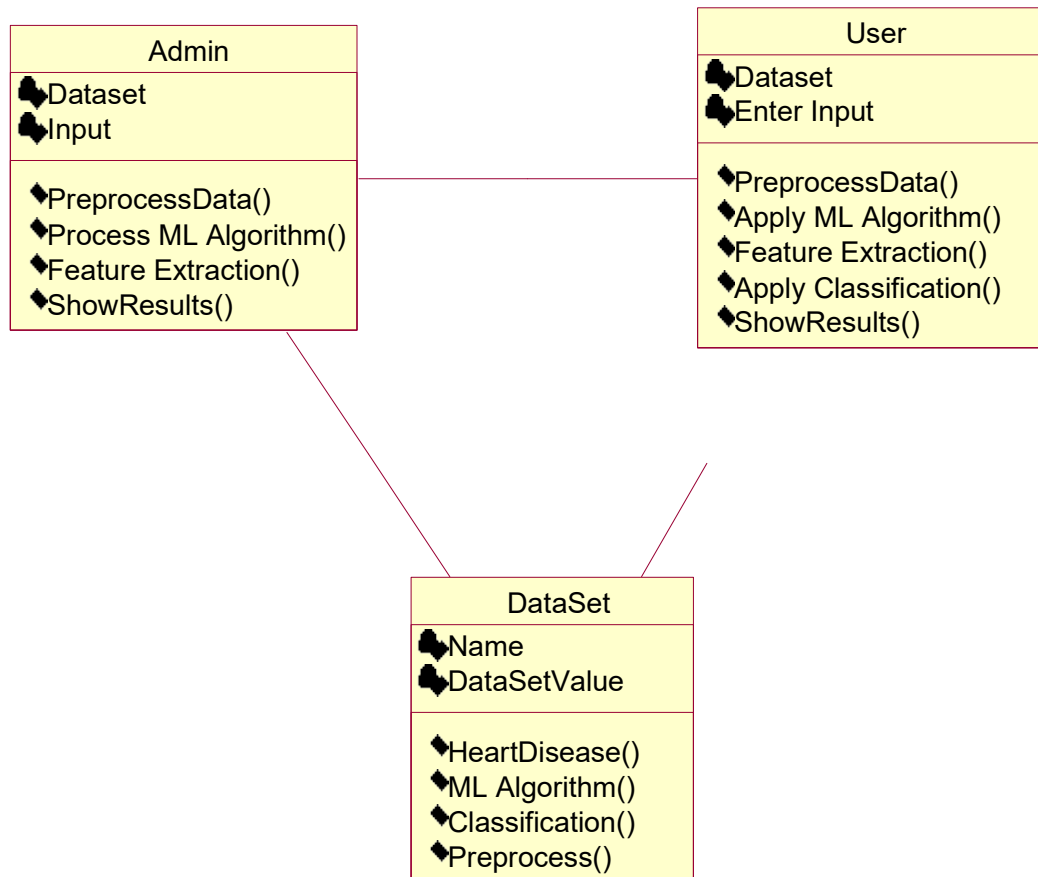 Admin
Dataset
Input
PreprocessData()
Process ML Algorithm()
Feature Extraction()
ShowResults()
User
Dataset
Enter Input
PreprocessData()
Apply ML Algorithm()
Feature Extraction()
Apply Classification()
ShowResults()
DataSet
Name
DataSetValue
HeartDisease()
ML Algorithm()
Classification()
Preprocess()